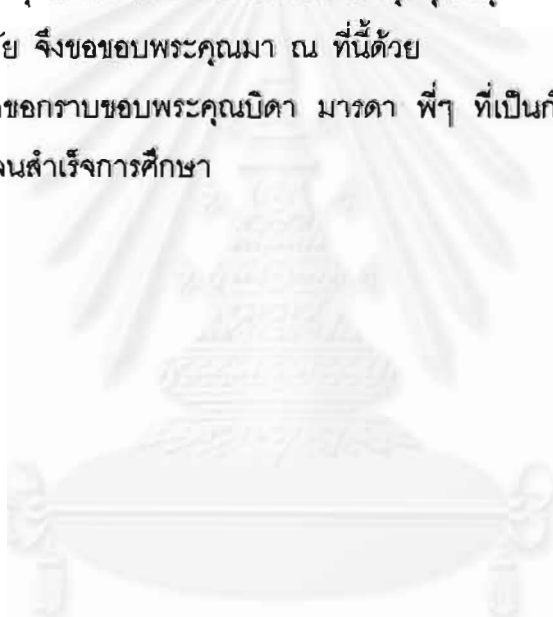 จึงขอขอบพระคุณมา ณ ที่นี้ด้วย
ขอกราบขอบพระคุณบิดา มารดา พี่ๆ ที่เป็น
จนสำเร็จการศึกษา